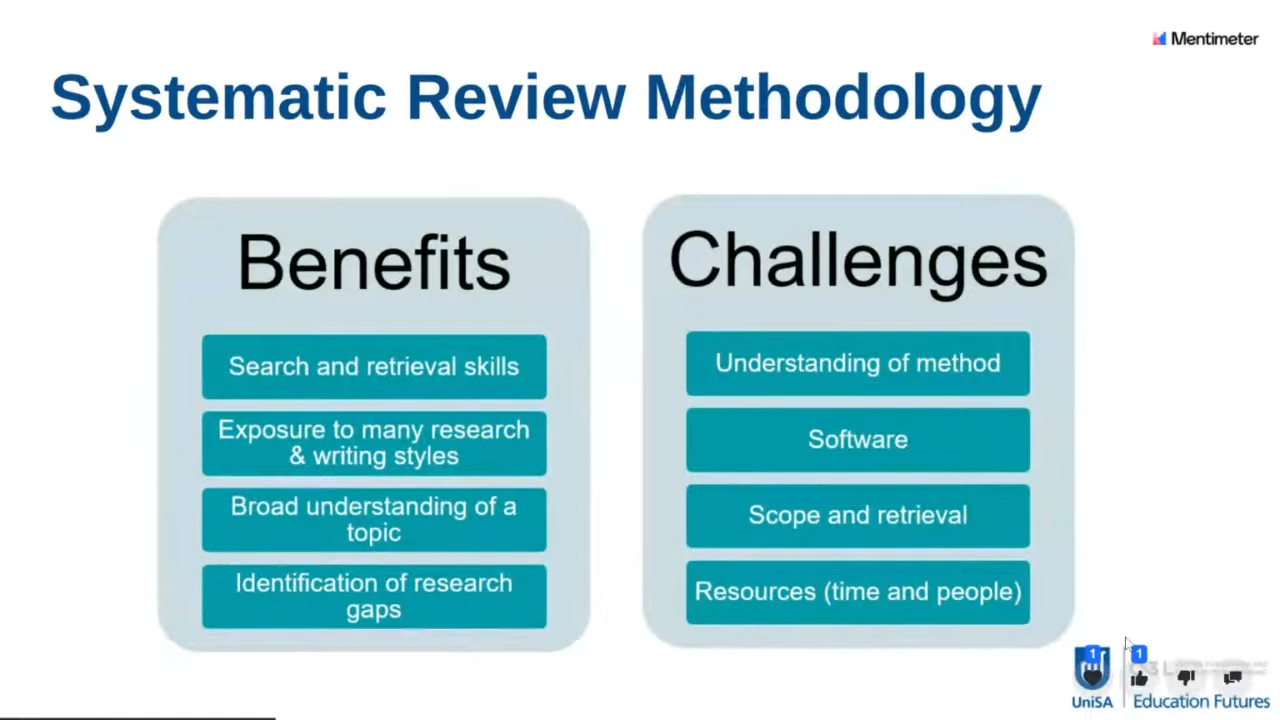 Mentimeter
Systematic Review Methodology
Benefits
Search and retrieval skills
Exposure to many research
& writing styles
Broad understanding of a
topic
Identification of research
gaps
Challenges
Understanding of method
Software
Scope and retrieval
Resources (time and people)
1
1
UniSA
Education Futures